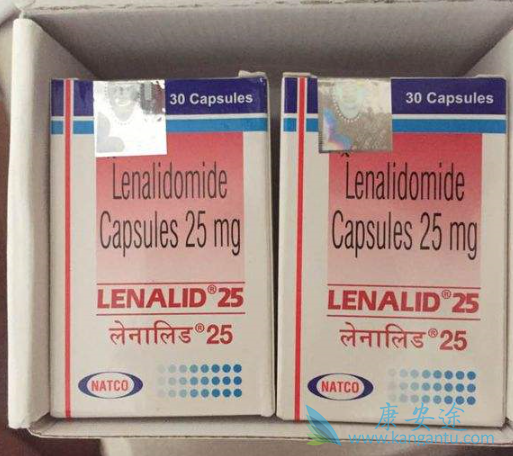 30 Capsules
Lenalidomide
Capsules 25 mg
LENALID®25
लेनालिड®25
NATCO
30 Capsules
Lenalidomide
Capsules 25 mg
LENALID®25
लेनालिड®25
NATCO
康安途
www.kangantu.com